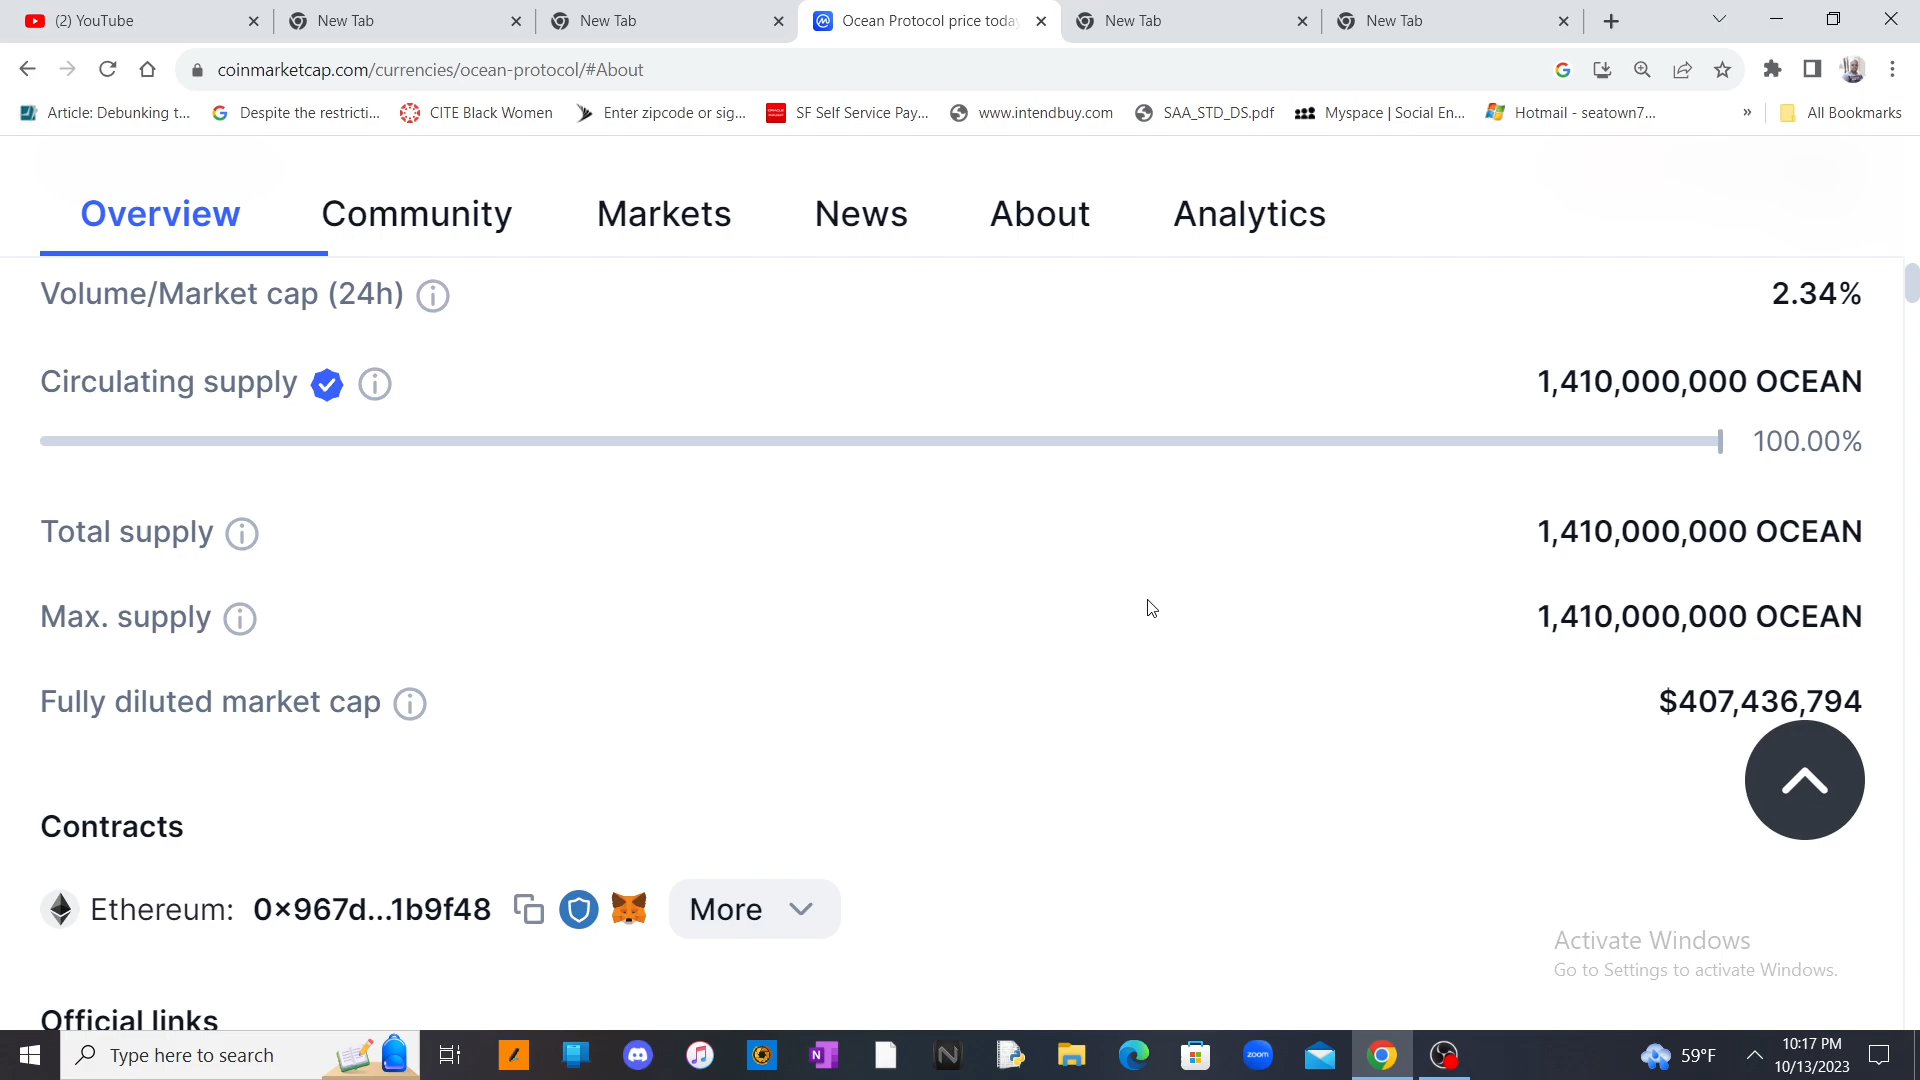 (2) YouTube
New Tab
New Tab
Ocean Protocol price toda
New Tab
New Tab
coinmarketcap.com/currencies/ocean-protocol/#About
Article: Debunking t...
Despite the restricti...
CITE Black Women
Enter zipcode or sig...
SF Self Service Pay...
www.intendbuy.com
SAA_STD_DS.pdf
Myspace | Social En...
Hotmail - seatown7...
»
All Bookmarks
Overview Community Markets News About Analytics
Volume/Market cap (24h) 2.34%
Circulating supply 1,410,000,000 OCEAN
100.00%
Total supply 1,410,000,000 OCEAN
Max. supply 1,410,000,000 OCEAN
Fully diluted market cap $407,436,794
Contracts
Ethereum: 0x967d...1b9f48 More
Activate Windows
Go to Settings to activate Windows.
Official links
Type here to search
zoom
59°F
10:17 PM
10/13/2023